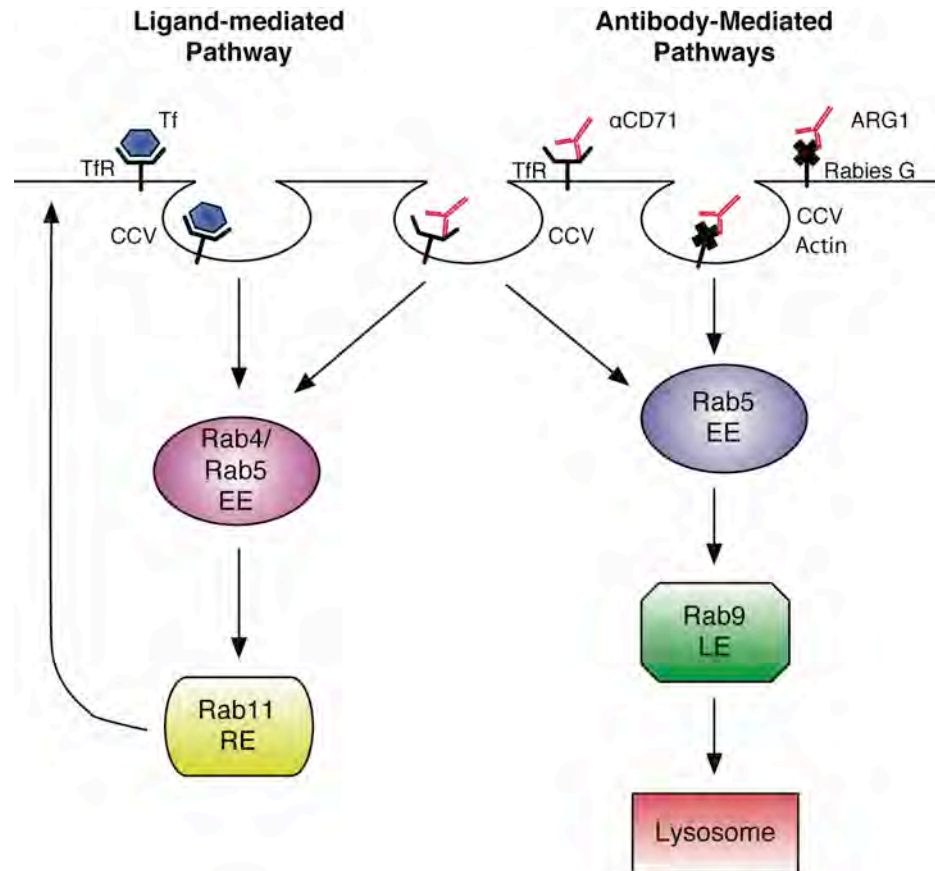 Ligand-mediated
Pathway
Antibody-Mediated
Pathways
Tf
TfR
CCV
αCD71
TfR
CCV
ARG1
Rabies G
CCV
Actin
Rab4/
Rab5
EE
Rab5
EE
Rab9
LE
Rab11
RE
Lysosome